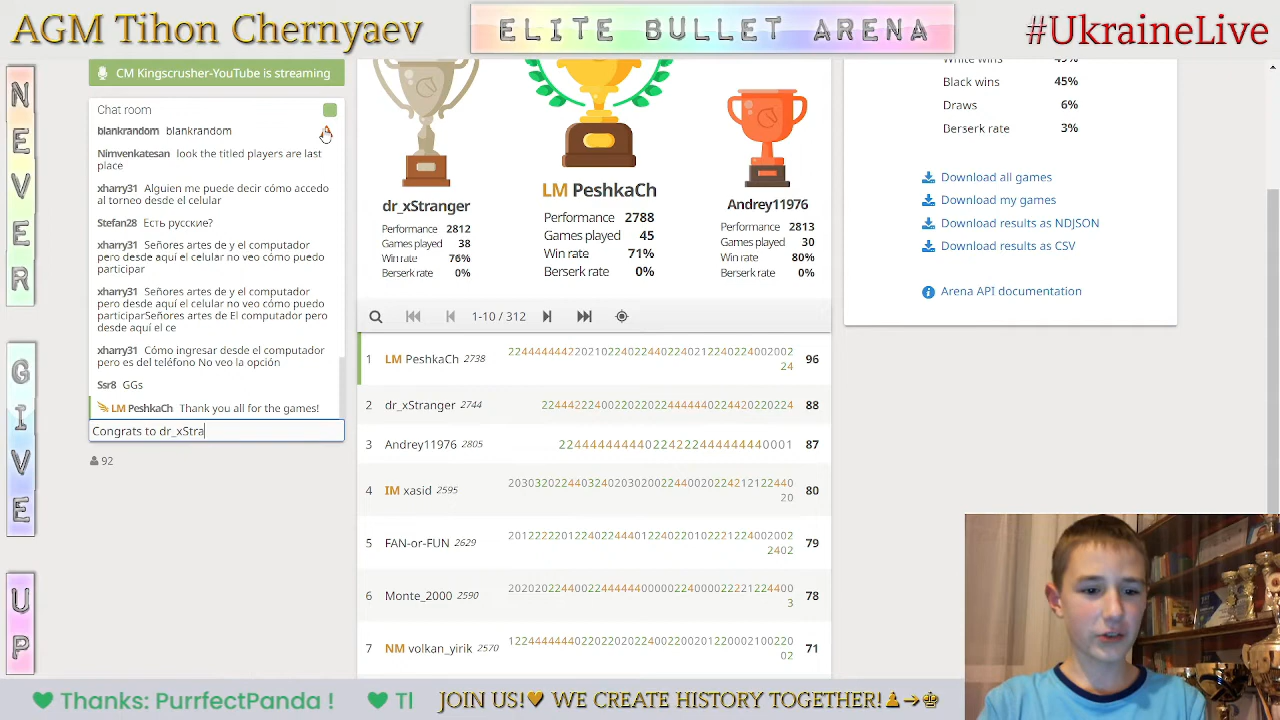 AGM Tihon Chernyaev
ELITE BULLET ARENA
#UkraineLive
NEVER
GIVE
UP
CM Kingscrusher-YouTube is streaming
Chat room
blankrandom blankrandom
Nimvenkatesan look the titled players are last
place
xharry31 Alguien me puede decir cómo accedo
al torneo desde el celular
Stefan28 Есть русские?
xharry31 Señores artes de y el computador
pero desde aquí el celular no veo cómo puedo
participar
xharry31 Señores artes de y el computador
pero desde aquí el celular no veo cómo puedo
participarSeñores artes de El computador pero
desde aquí el ce
xharry31 Cómo ingresar desde el computador
pero es del teléfono No veo la opción
Ssr8 GGs
LM PeshkaCh Thank you all for the games!
Congrats to dr_xStra
92
dr_xStranger
Performance 2812
Games played 38
Win rate 76%
Berserk rate 0%
LM PeshkaCh
Performance 2788
Games played 45
Win rate 71%
Berserk rate 0%
Andrey11976
Performance 2813
Games played 30
Win rate 80%
Berserk rate 0%
1-10 / 312
1 LM PeshkaCh 2738 96
24
2 dr_xStranger 2744 88
3 Andrey11976 2805 2244444444422422244444440001 87
4 IM xasid 2595 80
20
5 FAN-or-FUN 2629 79
2402
6 Monte_2000 2590 78
3
7 NM volkan_yirik 2570 71
02
White wins 49%
Black wins 45%
Draws 6%
Berserk rate 3%
Download all games
Download my games
Download results as NDJSON
Download results as CSV
Arena API documentation
Thanks: PurrfectPanda !
JOIN US! WE CREATE HISTORY TOGETHER!